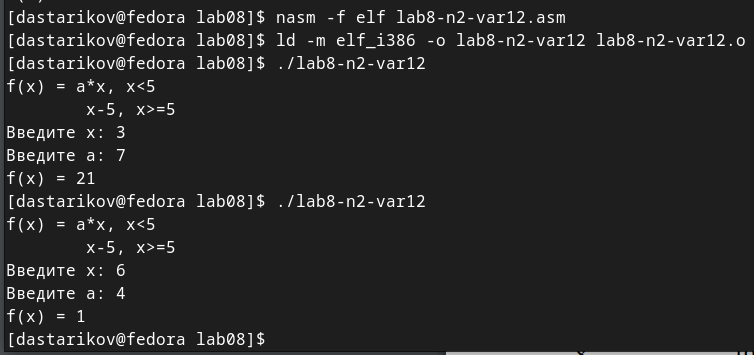 [dastarikov@fedora lab08]$ nasm -f elf lab8-n2-var12.asm
[dastarikov@fedora lab08]$ ld -m elf_i386 -o lab8-n2-var12 lab8-n2-var12.o
[dastarikov@fedora lab08]$ ./lab8-n2-var12
f(x) = a*x, x<5
x-5, x>=5
Введите x: 3
Введите a: 7
f(x) = 21
[dastarikov@fedora lab08]$ ./lab8-n2-var12
f(x) = a*x, x<5
x-5, x>=5
Введите x: 6
Введите a: 4
f(x) = 1
[dastarikov@fedora lab08]$